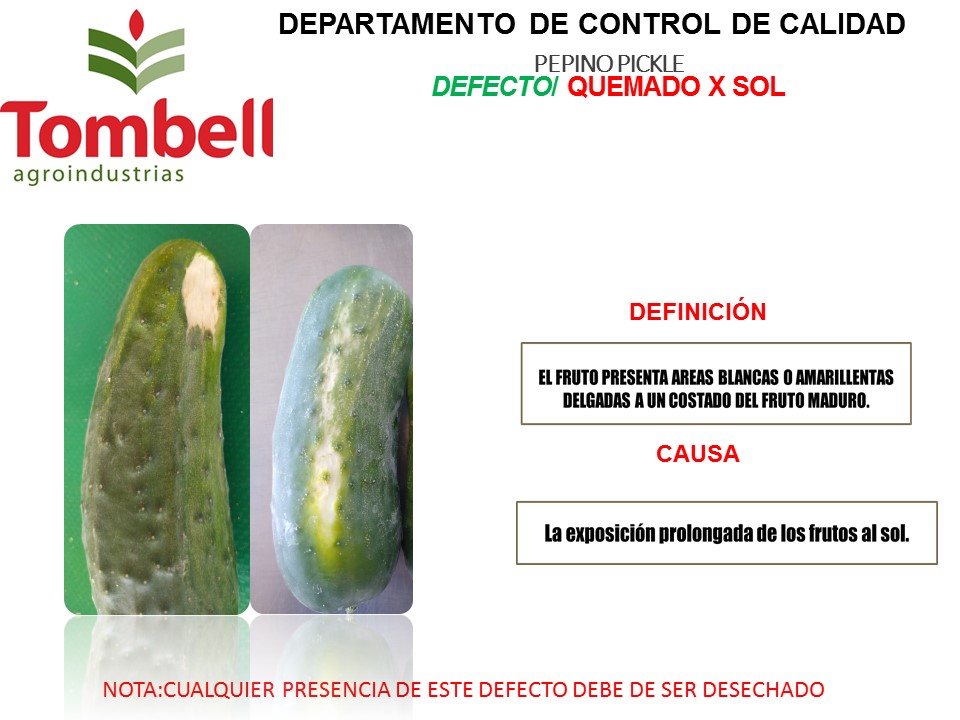 DEPARTAMENTO DE CONTROL DE CALIDAD
PEPINO PICKLE
DEFECTO/ QUEMADO X SOL
Tombell
agroindustrias
DEFINICIÓN
EL FRUTO PRESENTA AREAS BLANCAS O AMARILLENTAS
DELGADAS A UN COSTADO DEL FRUTO MADURO.
CAUSA
La exposición prolongada de los frutos al sol.
NOTA:CUALQUIER PRESENCIA DE ESTE DEFECTO DEBE DE SER DESECHADO